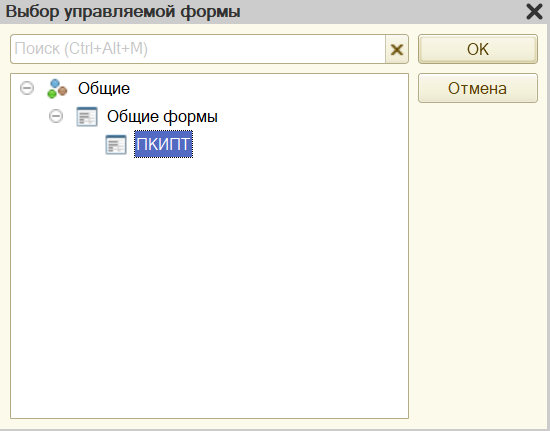 Выбор управляемой формы
Поиск (Ctrl+Alt+M)
OK
Общие
Отмена
Общие формы
ПКИПТ